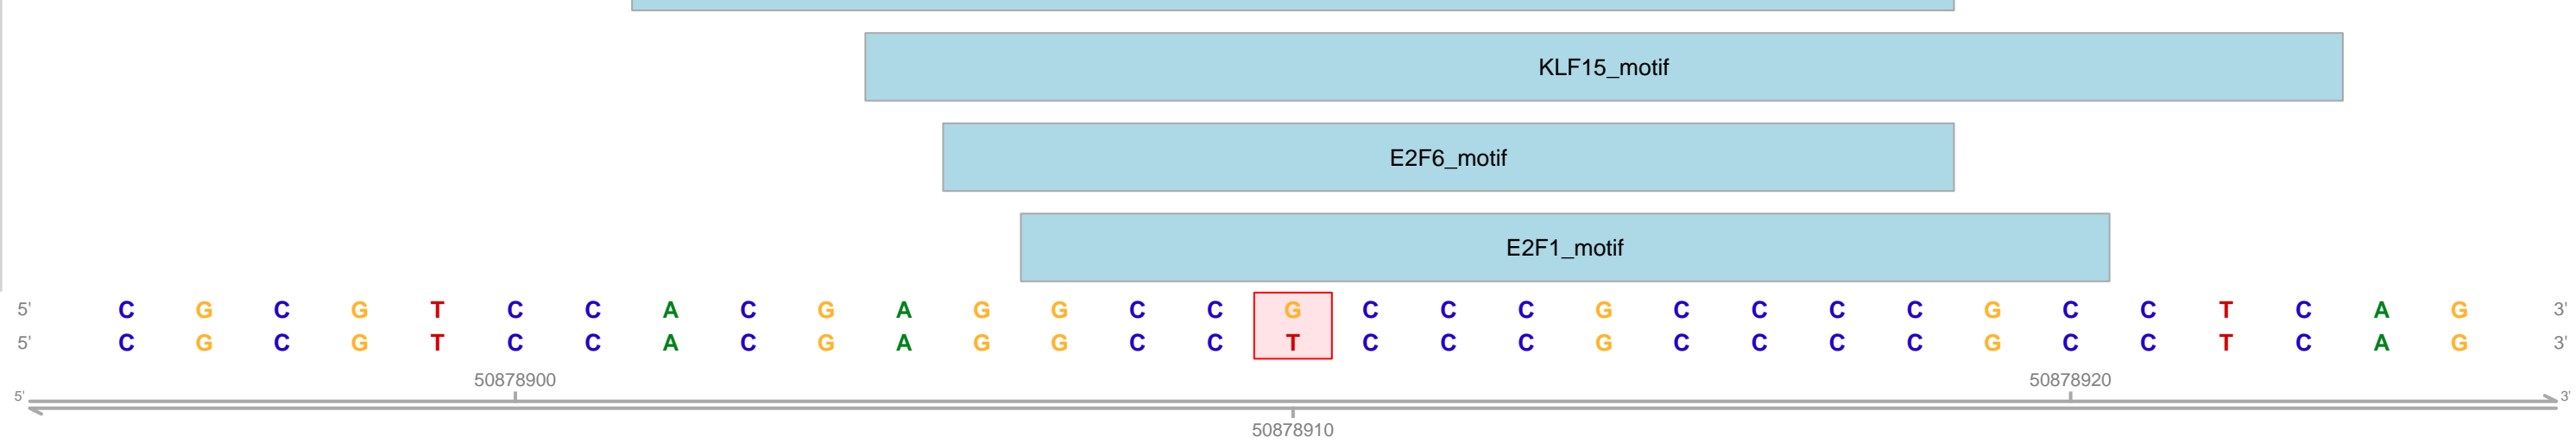 KLF15_motif
E2F6_motif
E2F1_motif
5' C G C G T C C A C G A G G C C G C C C G C C C C G C C T C A G 3'
5' C G C G T C C A C G A G G C C T C C C G C C C C G C C T C A G 3'
50878900 50878920
5' 3'
50878910